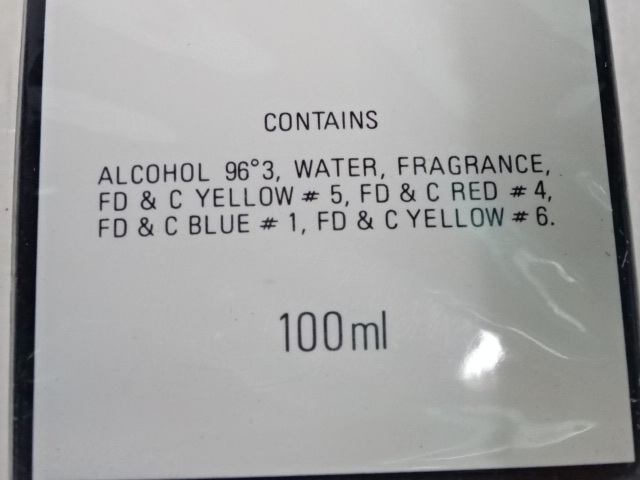 CONTAINS
ALCOHOL 96°3, WATER, FRAGRANCE,
FD & C YELLOW # 5, FD & C RED # 4,
FD & C BLUE # 1, FD & C YELLOW # 6.
100ml